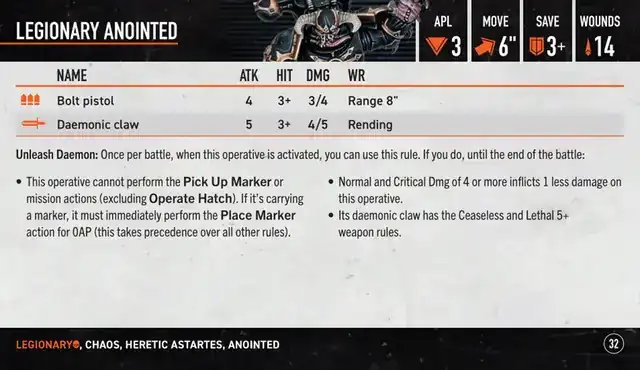 LEGIONARY ANOINTED
APL
3
MOVE
6"
SAVE
3+
WOUNDS
14
NAME ATK HIT DMG WR
Bolt pistol 4 3+ 3/4 Range 8"
Daemonic claw 5 3+ 4/5 Rending
Unleash Daemon: Once per battle, when this operative is activated, you can use this rule. If you do, until the end of the battle:
• This operative cannot perform the Pick Up Marker or
mission actions (excluding Operate Hatch). If it's carrying
a marker, it must immediately perform the Place Marker
action for 0AP (this takes precedence over all other rules).
• Normal and Critical Dmg of 4 or more inflicts 1 less damage on
this operative.
• Its daemonic claw has the Ceaseless and Lethal 5+
weapon rules.
LEGIONARY, CHAOS, HERETIC ASTARTES, ANOINTED
32